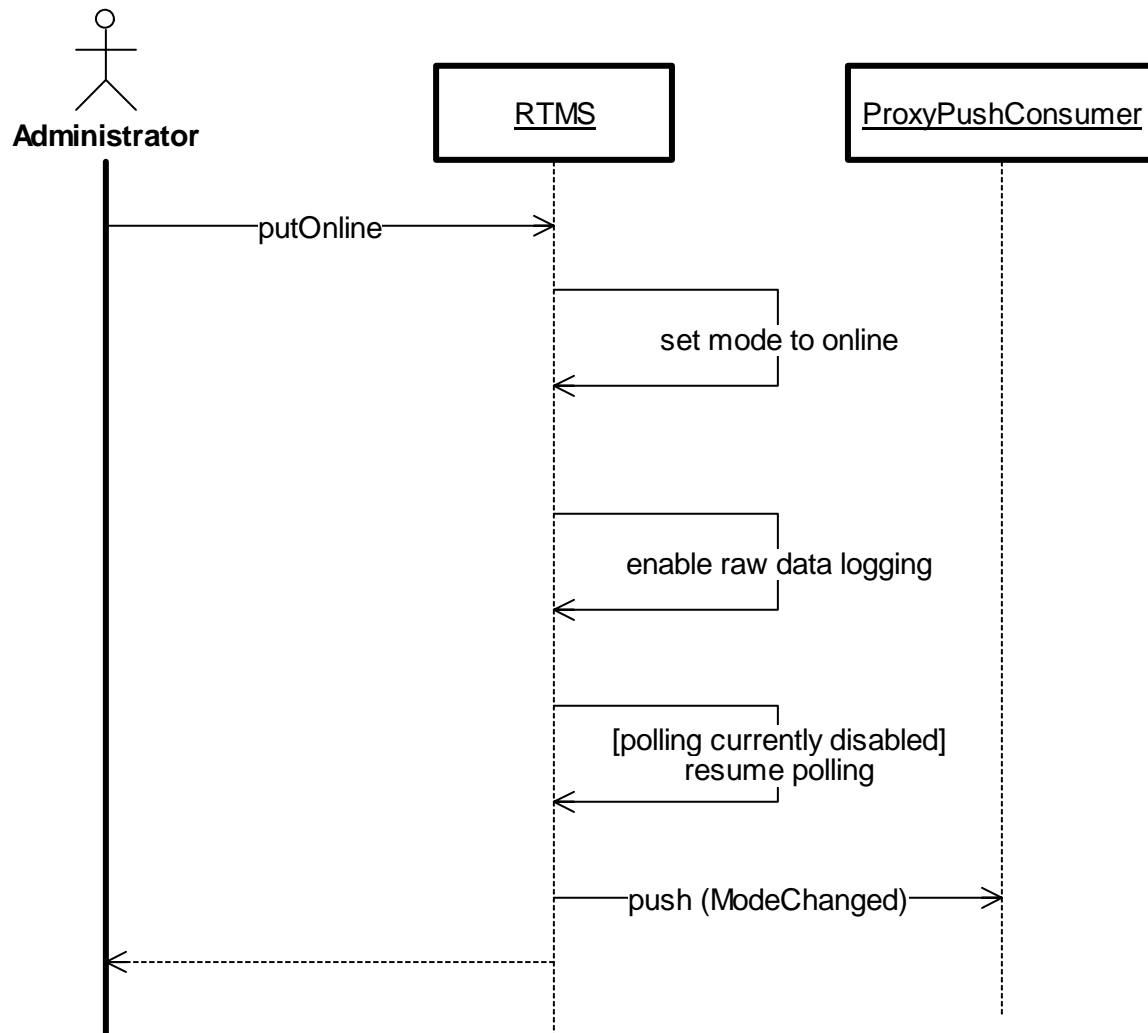 Administrator
RTMS
ProxyPushConsumer
putOnline
set mode to online
enable raw data logging
[polling currently disabled]
resume polling
push (ModeChanged)